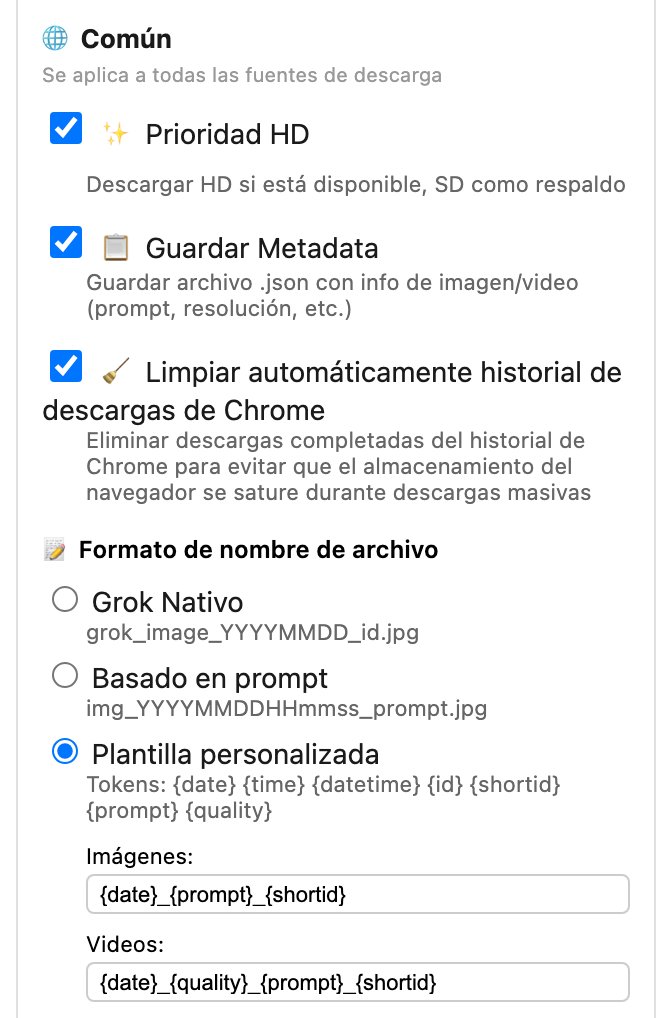 Común
Se aplica a todas las fuentes de descarga
Prioridad HD
Descargar HD si está disponible, SD como respaldo
Guardar Metadata
Guardar archivo .json con info de imagen/video
(prompt, resolución, etc.)
Limpiar automáticamente historial de
descargas de Chrome
Eliminar descargas completadas del historial de
Chrome para evitar que el almacenamiento del
navegador se sature durante descargas masivas
Formato de nombre de archivo
Grok Nativo
grok_image_YYYYMMDD_id.jpg
Basado en prompt
img_YYYYMMDDHHmmss_prompt.jpg
Plantilla personalizada
Tokens: {date} {time} {datetime} {id} {shortid}
{prompt} {quality}
Imágenes:
{date}_{prompt}_{shortid}
Videos:
{date}_{quality}_{prompt}_{shortid}